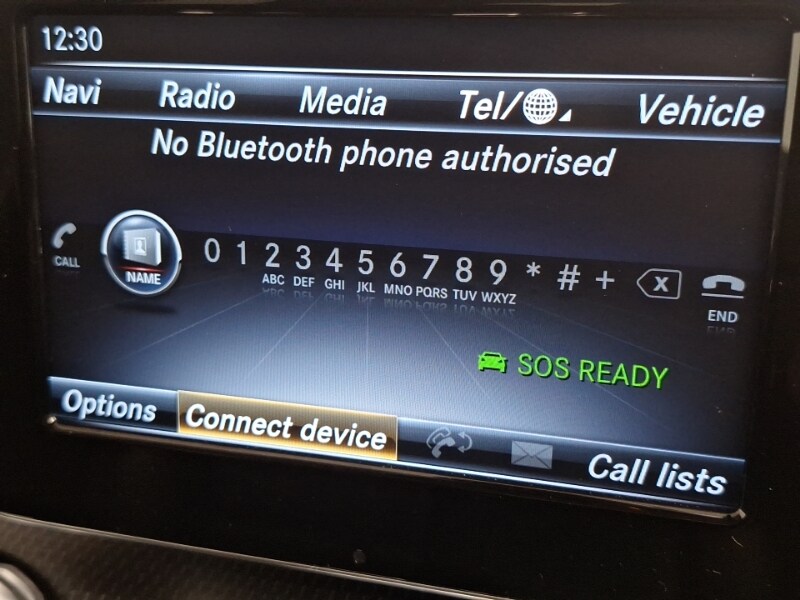 12:30
Navi Radio Media Tel/ Vehicle
No Bluetooth phone authorised
0 1 2 3 4 5 6 7 8 9 * # +
CALL NAME ABC DEF GHI JKL MNO PQRS TUV WXYZ X
END
SOS READY
Options Connect device Call lists